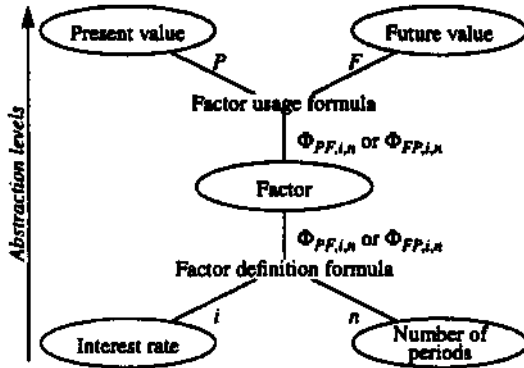 Present value
Future value
P
F
Factor usage formula
Φ_{PF,i,n} or Φ_{FP,i,n}
Factor
Φ_{PF,i,n} or Φ_{FP,i,n}
Factor definition formula
i
n
Interest rate
Number of
periods
Abstraction levels